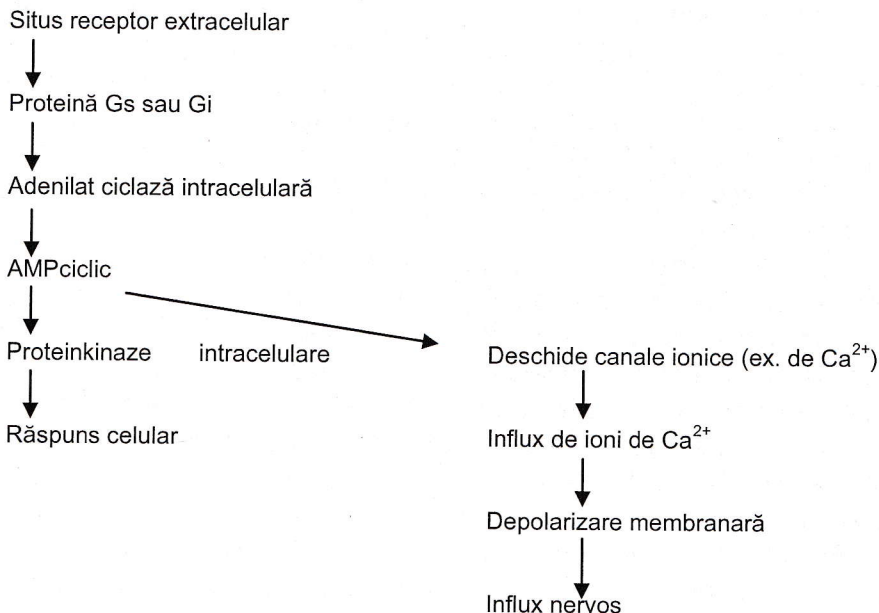 Situs receptor extracelular
Proteină Gs sau Gi
Adenilat ciclază intracelulară
AMPciclic
Proteinkinaze intracelulare
Răspuns celular
Deschide canale ionice (ex. de Ca²⁺)
Influx de ioni de Ca²⁺
Depolarizare membranară
Influx nervos